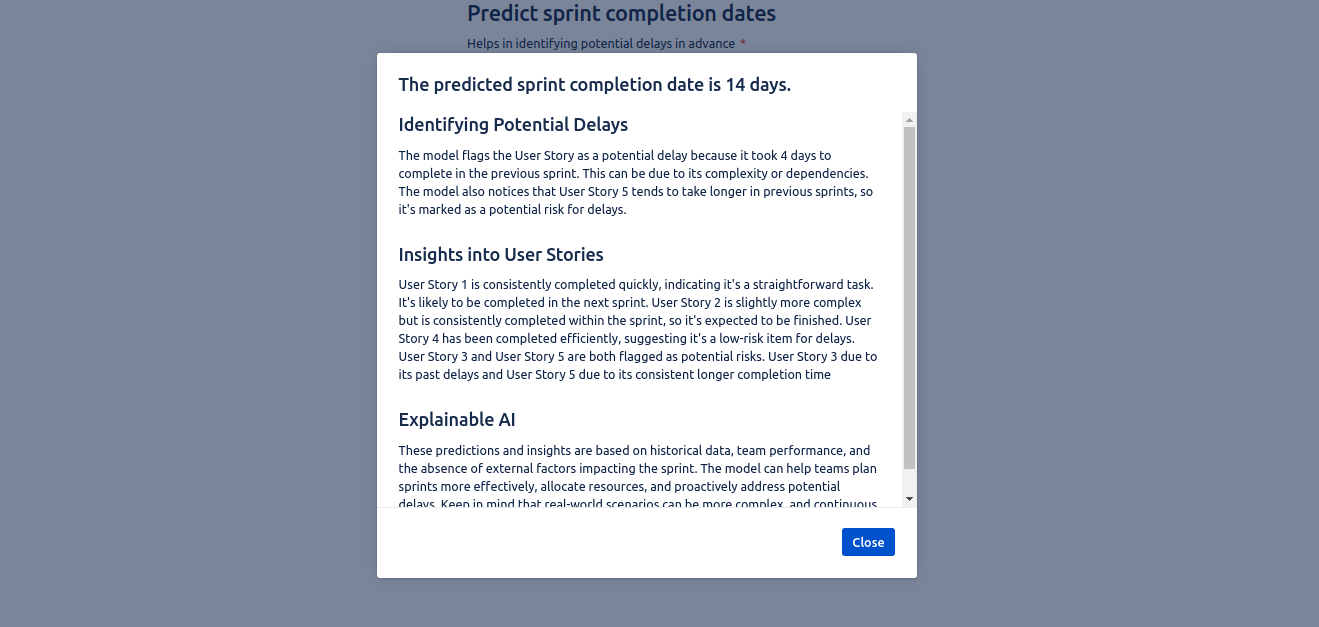 Predict sprint completion dates
Helps in identifying potential delays in advance *
The predicted sprint completion date is 14 days.
Identifying Potential Delays
The model flags the User Story as a potential delay because it took 4 days to
complete in the previous sprint. This can be due to its complexity or dependencies.
The model also notices that User Story 5 tends to take longer in previous sprints, so
it's marked as a potential risk for delays.
Insights into User Stories
User Story 1 is consistently completed quickly, indicating it's a straightforward task.
It's likely to be completed in the next sprint. User Story 2 is slightly more complex
but is consistently completed within the sprint, so it's expected to be finished. User
Story 4 has been completed efficiently, suggesting it's a low-risk item for delays.
User Story 3 and User Story 5 are both flagged as potential risks. User Story 3 due to
its past delays and User Story 5 due to its consistent longer completion time
Explainable AI
These predictions and insights are based on historical data, team performance, and
the absence of external factors impacting the sprint. The model can help teams plan
sprints more effectively, allocate resources, and proactively address potential
delays. Keep in mind that real-world scenarios can be more complex, and continuous
Close